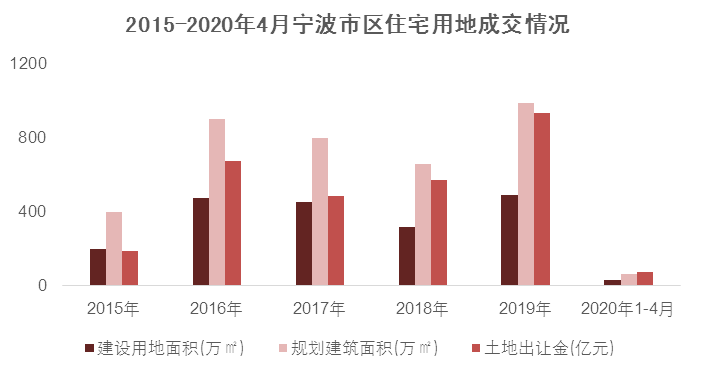 2015-2020年4月宁波市区住宅用地成交情况
1200
800
400
0
2015年 2016年 2017年 2018年 2019年 2020年1-4月
建设用地面积(万㎡) 规划建筑面积(万㎡) 土地出让金(亿元)